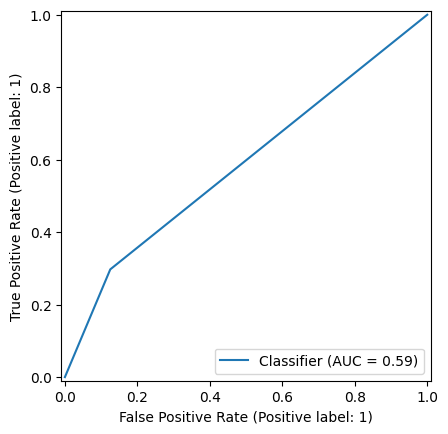 True Positive Rate (Positive label: 1)
1.0
0.8
0.6
0.4
0.2
0.0
Classifier (AUC = 0.59)
0.0 0.2 0.4 0.6 0.8 1.0
False Positive Rate (Positive label: 1)